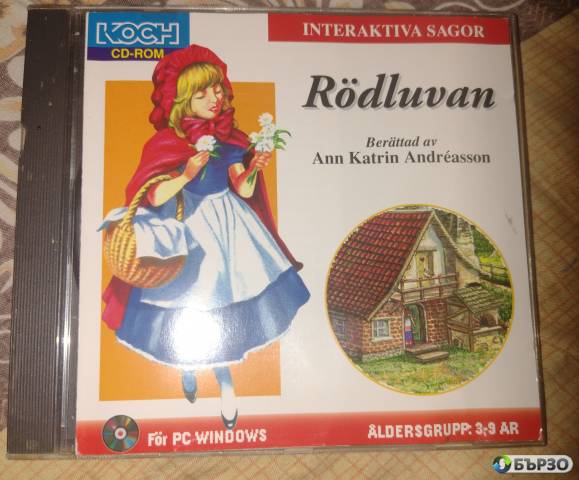 KOCH
CD-ROM
INTERAKTIVA SAGOR
Rödluvan
Berättad av
Ann Katrin Andréasson
För PC-WINDOWS
ÅLDERSGRUPP: 3-9 ÅR
БЪРЗО